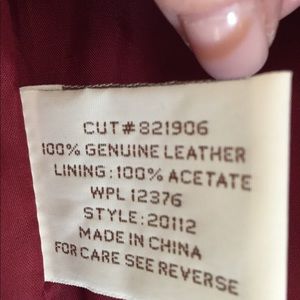 CUT#821906
100% GENUINE LEATHER
LINING:100% ACETATE
WPL 12376
STYLE:20112
MADE IN CHINA
FOR CARE SEE REVERSE